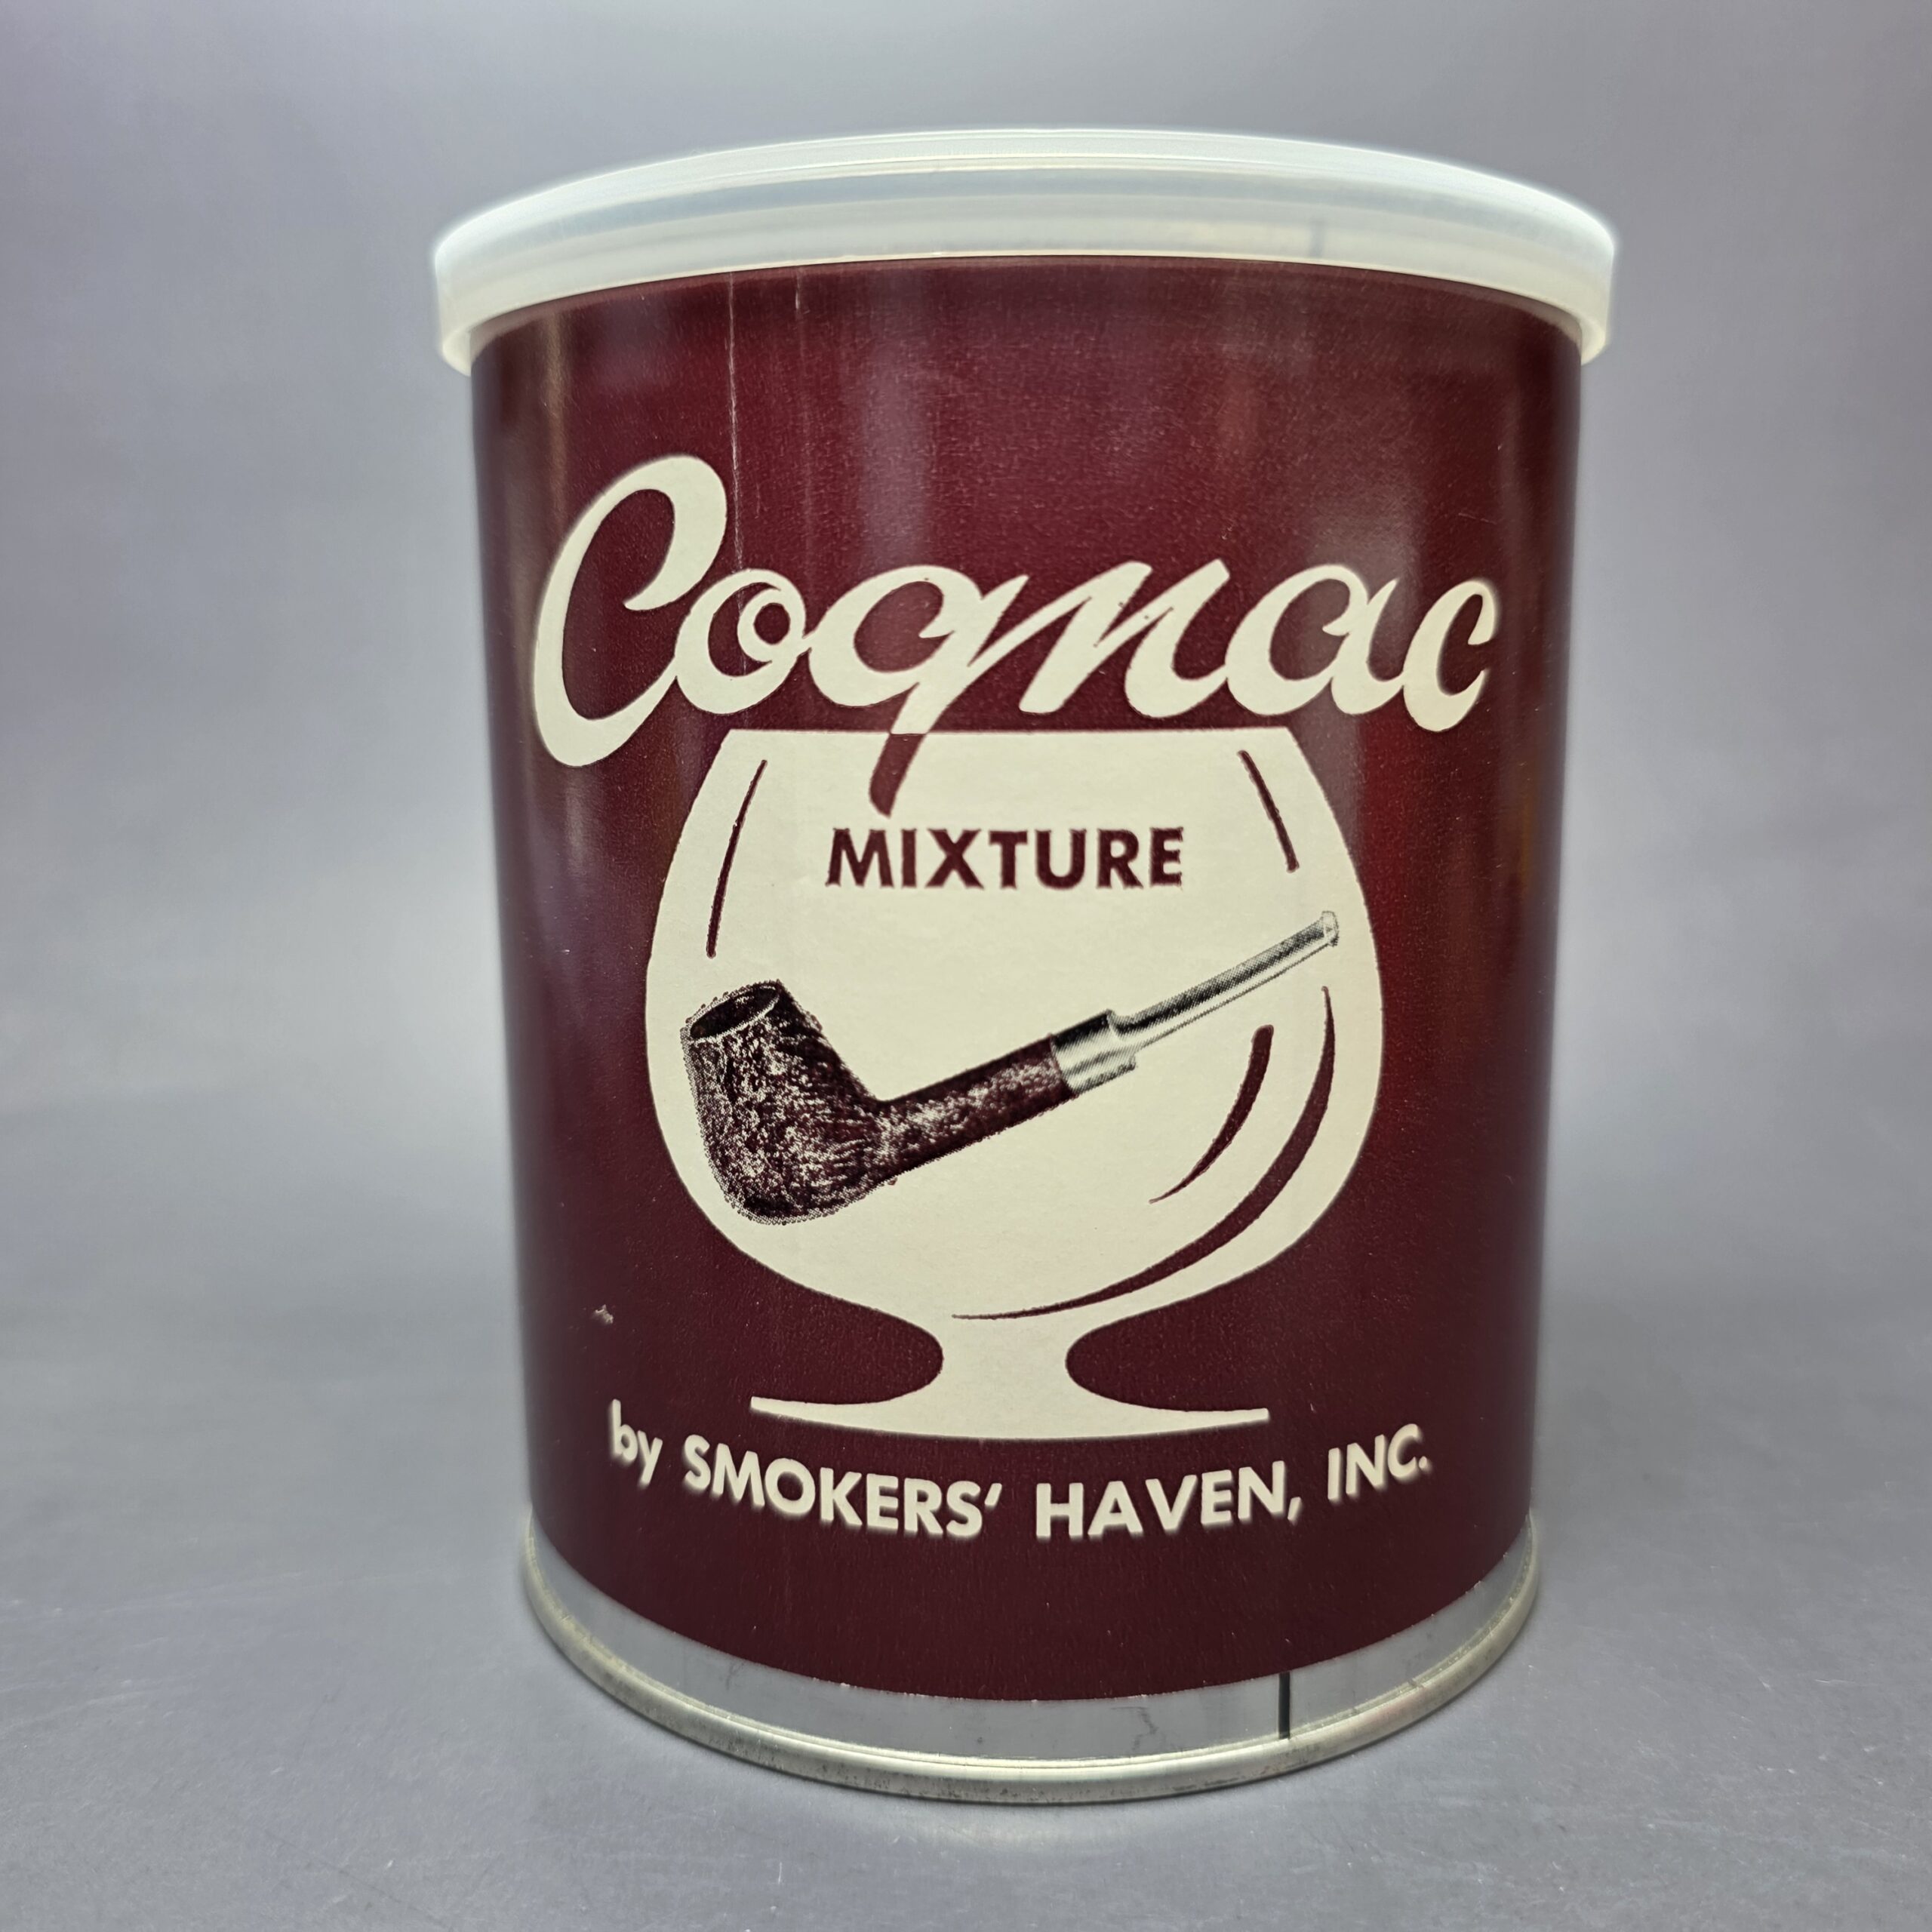 Cognac
MIXTURE
by SMOKERS' HAVEN, INC.